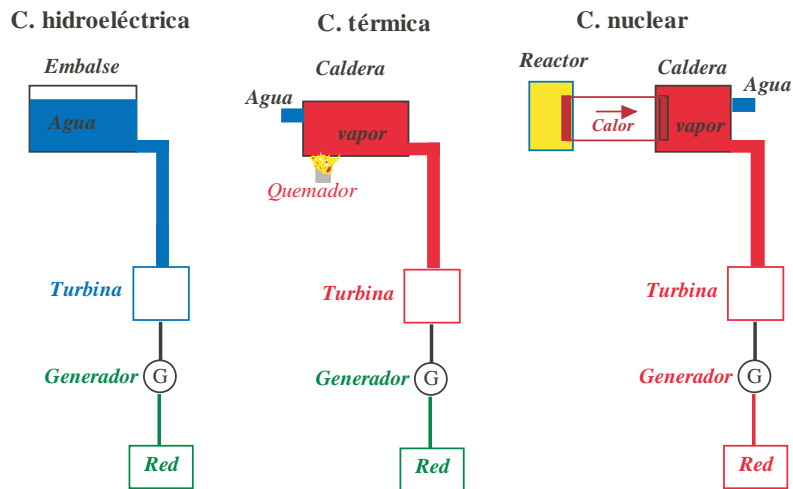 C. hidroeléctrica
Embalse
Agua
Turbina
Generador
G
Red
C. térmica
Caldera
Agua
vapor
Quemador
Turbina
Generador
G
Red
C. nuclear
Reactor
Caldera
Agua
Calor
vapor
Turbina
Generador
G
Red